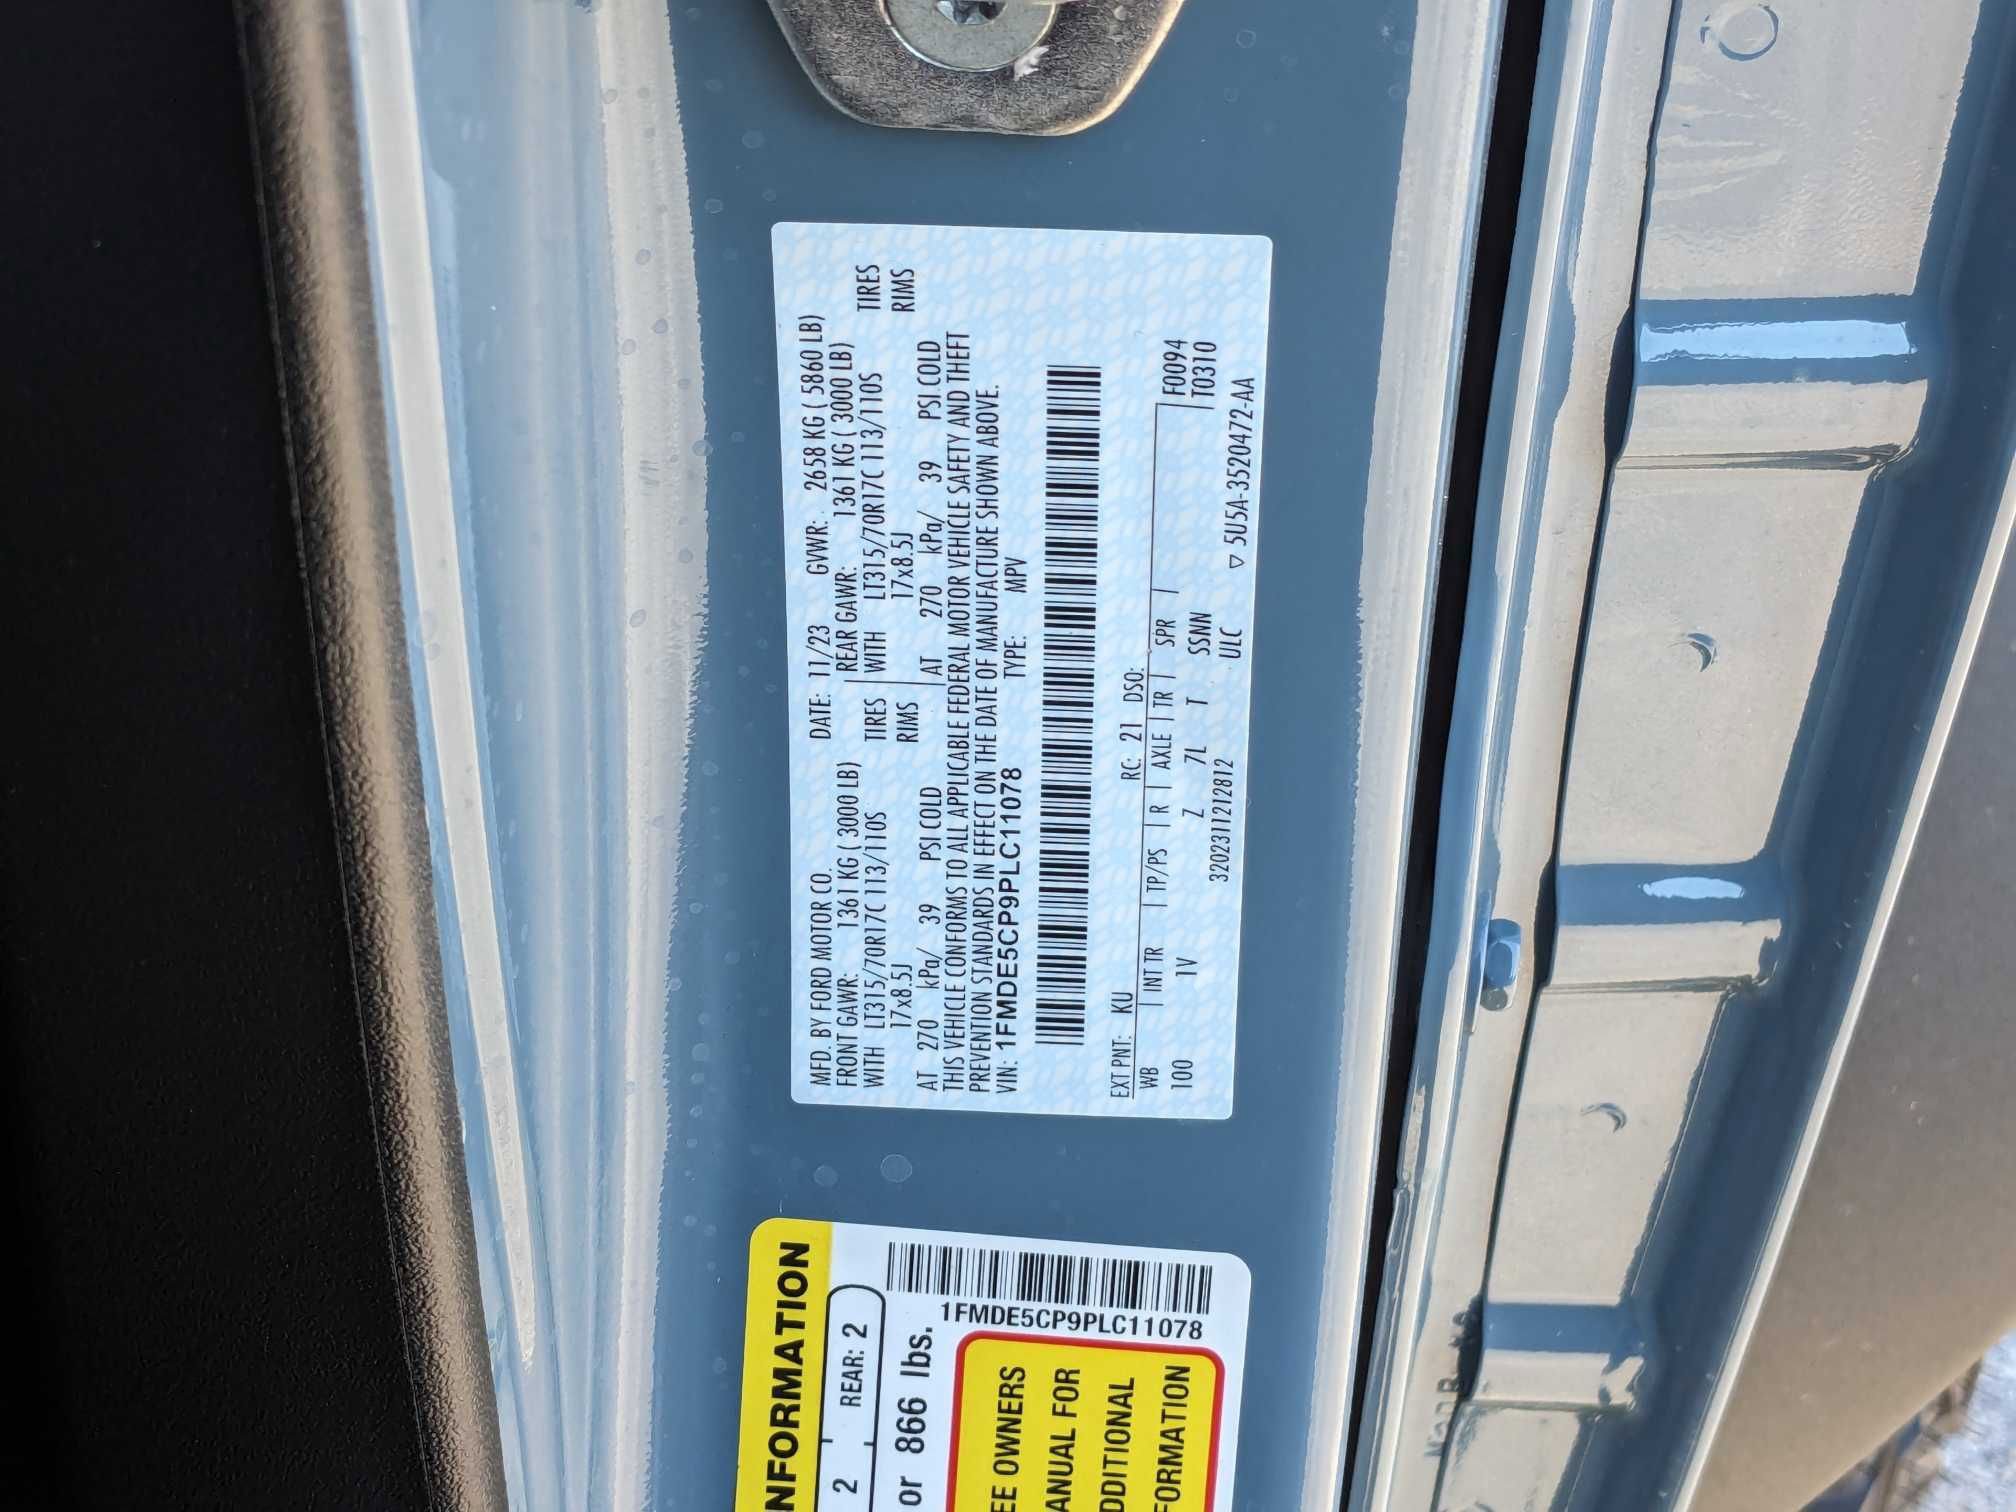 MFD. BY FORD MOTOR CO. DATE: 11/23 GVWR: 2658 KG ( 5860 LB)
FRONT GAWR: 1361 KG ( 3000 LB) REAR GAWR: 1361 KG ( 3000 LB)
WITH LT315/70R17C 113/110S TIRES WITH LT315/70R17C 113/110S TIRES
17x8.5J RIMS 17x8.5J RIMS
AT 270 kPa/ 39 PSI COLD AT 270 kPa/ 39 PSI COLD
THIS VEHICLE CONFORMS TO ALL APPLICABLE FEDERAL MOTOR VEHICLE SAFETY AND THEFT
PREVENTION STANDARDS IN EFFECT ON THE DATE OF MANUFACTURE SHOWN ABOVE.
VIN: 1FMDE5CP9PLC11078 TYPE: MPV
EXT PNT: KU RC: 21 DSO:
WB INT TR TP/PS R AXLE TR SPR F0094
100 1V Z 7L T SSNN T0310
3202311212812 ULC ▽ 5U5A-3520472-AA
NFORMATION
2 REAR: 2
or 866 lbs.
1FMDE5CP9PLC11078
EE OWNERS
ANUAL FOR
DDITIONAL
FORMATION